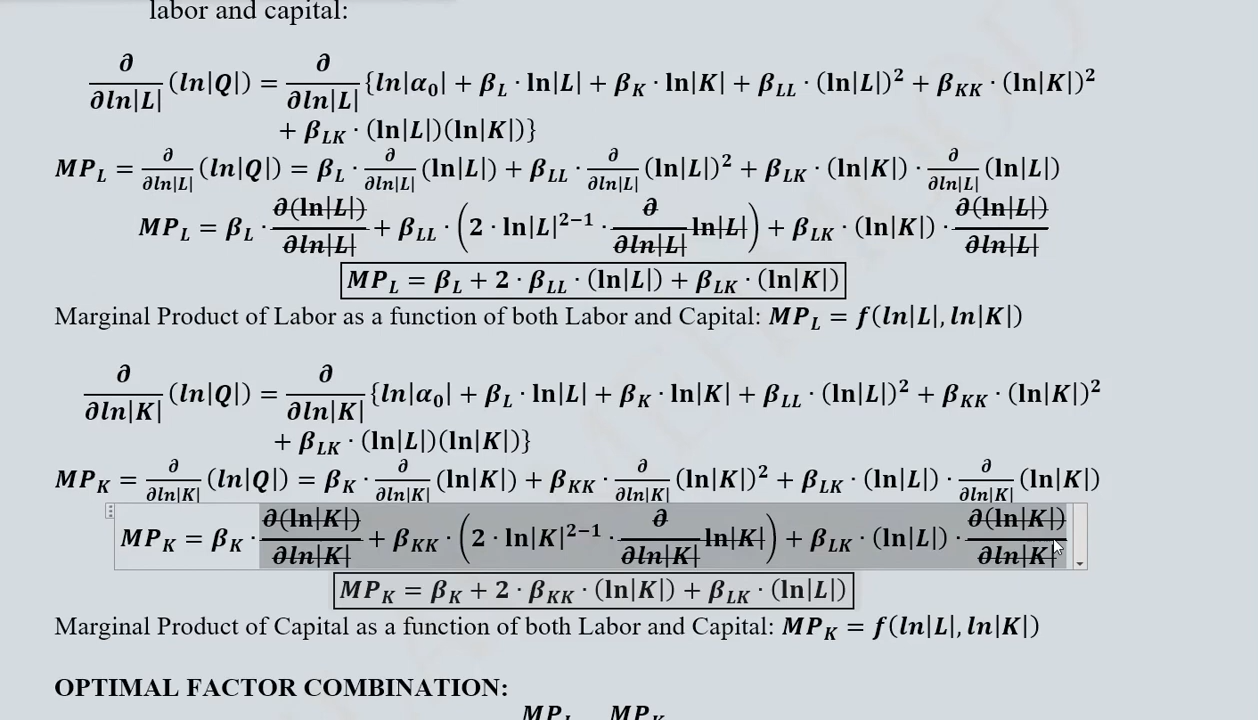 labor and capital:
∂/∂ln|L| (ln|Q|) = ∂/∂ln|L| {ln|α₀| + β_L · ln|L| + β_K · ln|K| + β_LL · (ln|L|)² + β_KK · (ln|K|)²
+ β_LK · (ln|L|)(ln|K|)}
MP_L = ∂/∂ln|L| (ln|Q|) = β_L · ∂/∂ln|L| (ln|L|) + β_LL · ∂/∂ln|L| (ln|L|)² + β_LK · (ln|K|) · ∂/∂ln|L| (ln|L|)
MP_L = β_L · ∂(ln|L|)/∂ln|L| + β_LL · (2 · ln|L|²⁻¹ · ∂/∂ln|L| ln|L|) + β_LK · (ln|K|) · ∂(ln|L|)/∂ln|L|
MP_L = β_L + 2 · β_LL · (ln|L|) + β_LK · (ln|K|)
Marginal Product of Labor as a function of both Labor and Capital: MP_L = f(ln|L|, ln|K|)
∂/∂ln|K| (ln|Q|) = ∂/∂ln|K| {ln|α₀| + β_L · ln|L| + β_K · ln|K| + β_LL · (ln|L|)² + β_KK · (ln|K|)²
+ β_LK · (ln|L|)(ln|K|)}
MP_K = ∂/∂ln|K| (ln|Q|) = β_K · ∂/∂ln|K| (ln|K|) + β_KK · ∂/∂ln|K| (ln|K|)² + β_LK · (ln|L|) · ∂/∂ln|K| (ln|K|)
MP_K = β_K · ∂(ln|K|)/∂ln|K| + β_KK · (2 · ln|K|²⁻¹ · ∂/∂ln|K| ln|K|) + β_LK · (ln|L|) · ∂(ln|K|)/∂ln|K|
MP_K = β_K + 2 · β_KK · (ln|K|) + β_LK · (ln|L|)
Marginal Product of Capital as a function of both Labor and Capital: MP_K = f(ln|L|, ln|K|)
OPTIMAL FACTOR COMBINATION:
MP_L MP_K